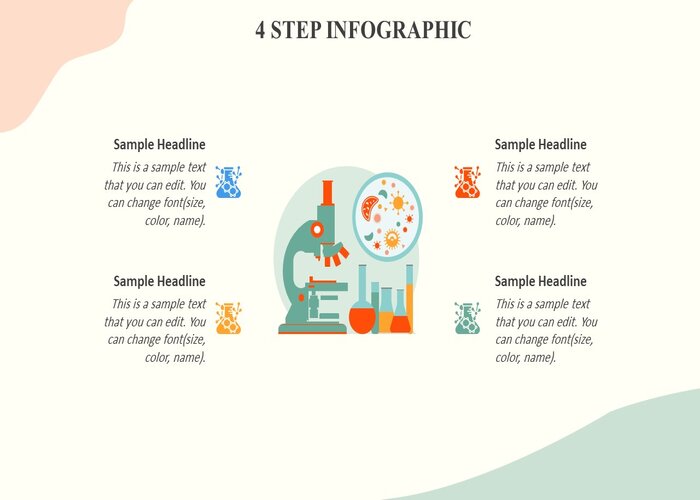 4 STEP INFOGRAPHIC
Sample Headline
This is a sample text
that you can edit. You
can change font(size,
color, name).
Sample Headline
This is a sample text
that you can edit. You
can change font(size,
color, name).
Sample Headline
This is a sample text
that you can edit. You
can change font(size,
color, name).
Sample Headline
This is a sample text
that you can edit. You
can change font(size,
color, name).